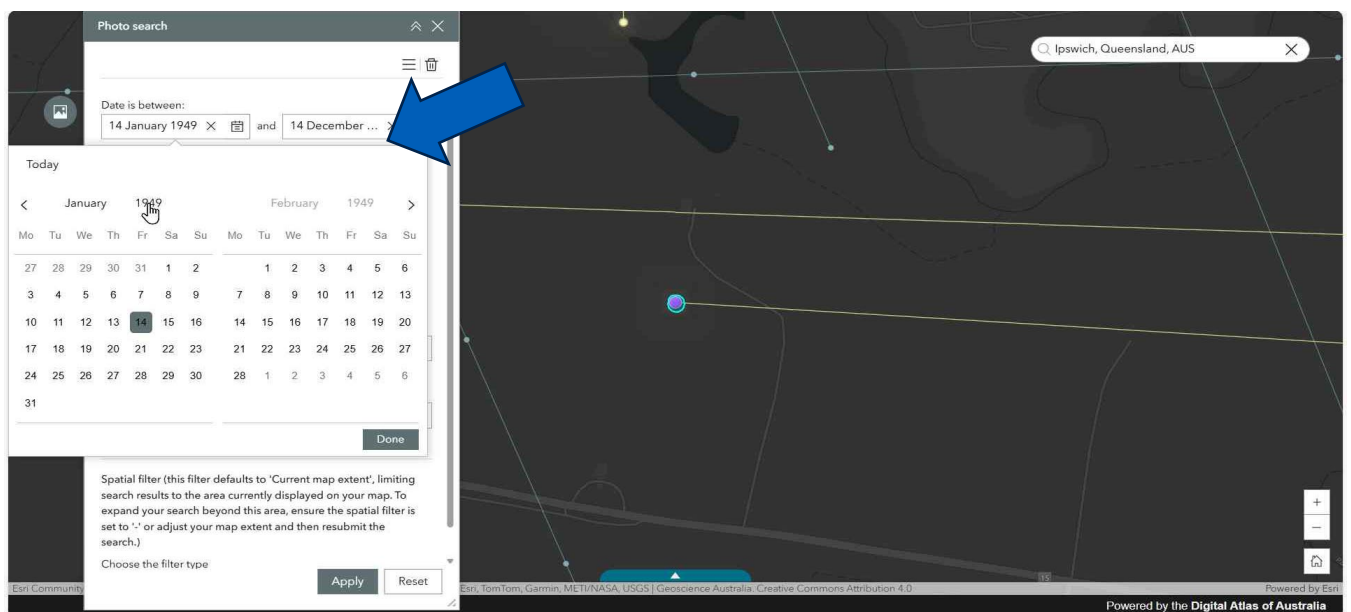 Photo search
Ipswich, Queensland, AUS
Date is between:
14 January 1949 and 14 December ...
Today
January 1949 February 1949
Mo Tu We Th Fr Sa Su Mo Tu We Th Fr Sa Su
27 28 29 30 31 1 2 1 2 3 4 5 6
3 4 5 6 7 8 9 7 8 9 10 11 12 13
10 11 12 13 14 15 16 14 15 16 17 18 19 20
17 18 19 20 21 22 23 21 22 23 24 25 26 27
24 25 26 27 28 29 30 28 1 2 3 4 5 6
31
Done
Spatial filter (this filter defaults to 'Current map extent', limiting
search results to the area currently displayed on your map. To
expand your search beyond this area, ensure the spatial filter is
set to '-' or adjust your map extent and then resubmit the
search.)
Choose the filter type
Apply Reset
15
Esri Community Esri, TomTom, Garmin, METI/NASA, USGS | Geoscience Australia. Creative Commons Attribution 4.0 Powered by Esri
Powered by the Digital Atlas of Australia